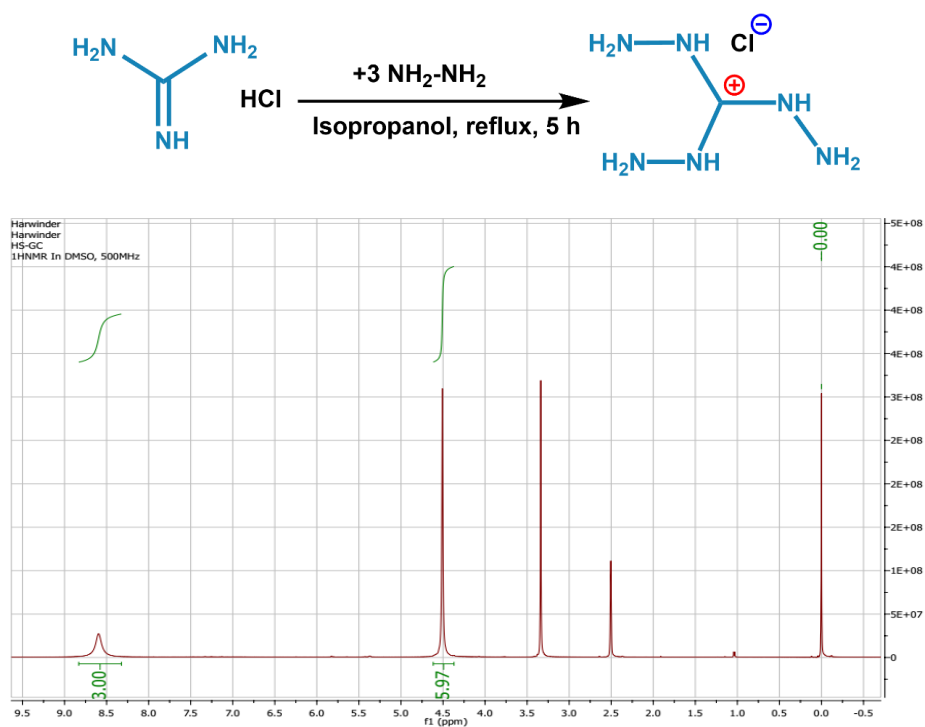 H₂N
NH₂
NH
HCl
+3 NH₂-NH₂
Isopropanol, reflux, 5 h
H₂N
NH
Cl
NH
NH₂
H₂N
NH
Harwinder
Harwinder
HS-GC
1HNMR In DMSO, 500MHz
-0.00
5E+08
4E+08
4E+08
4E+08
3E+08
2E+08
2E+08
2E+08
1E+08
5E+07
0
3.00
5.97
9.5 9.0 8.5 8.0 7.5 7.0 6.5 6.0 5.5 5.0 4.5 4.0 3.5 3.0 2.5 2.0 1.5 1.0 0.5 0.0 -0.5
f1 (ppm)